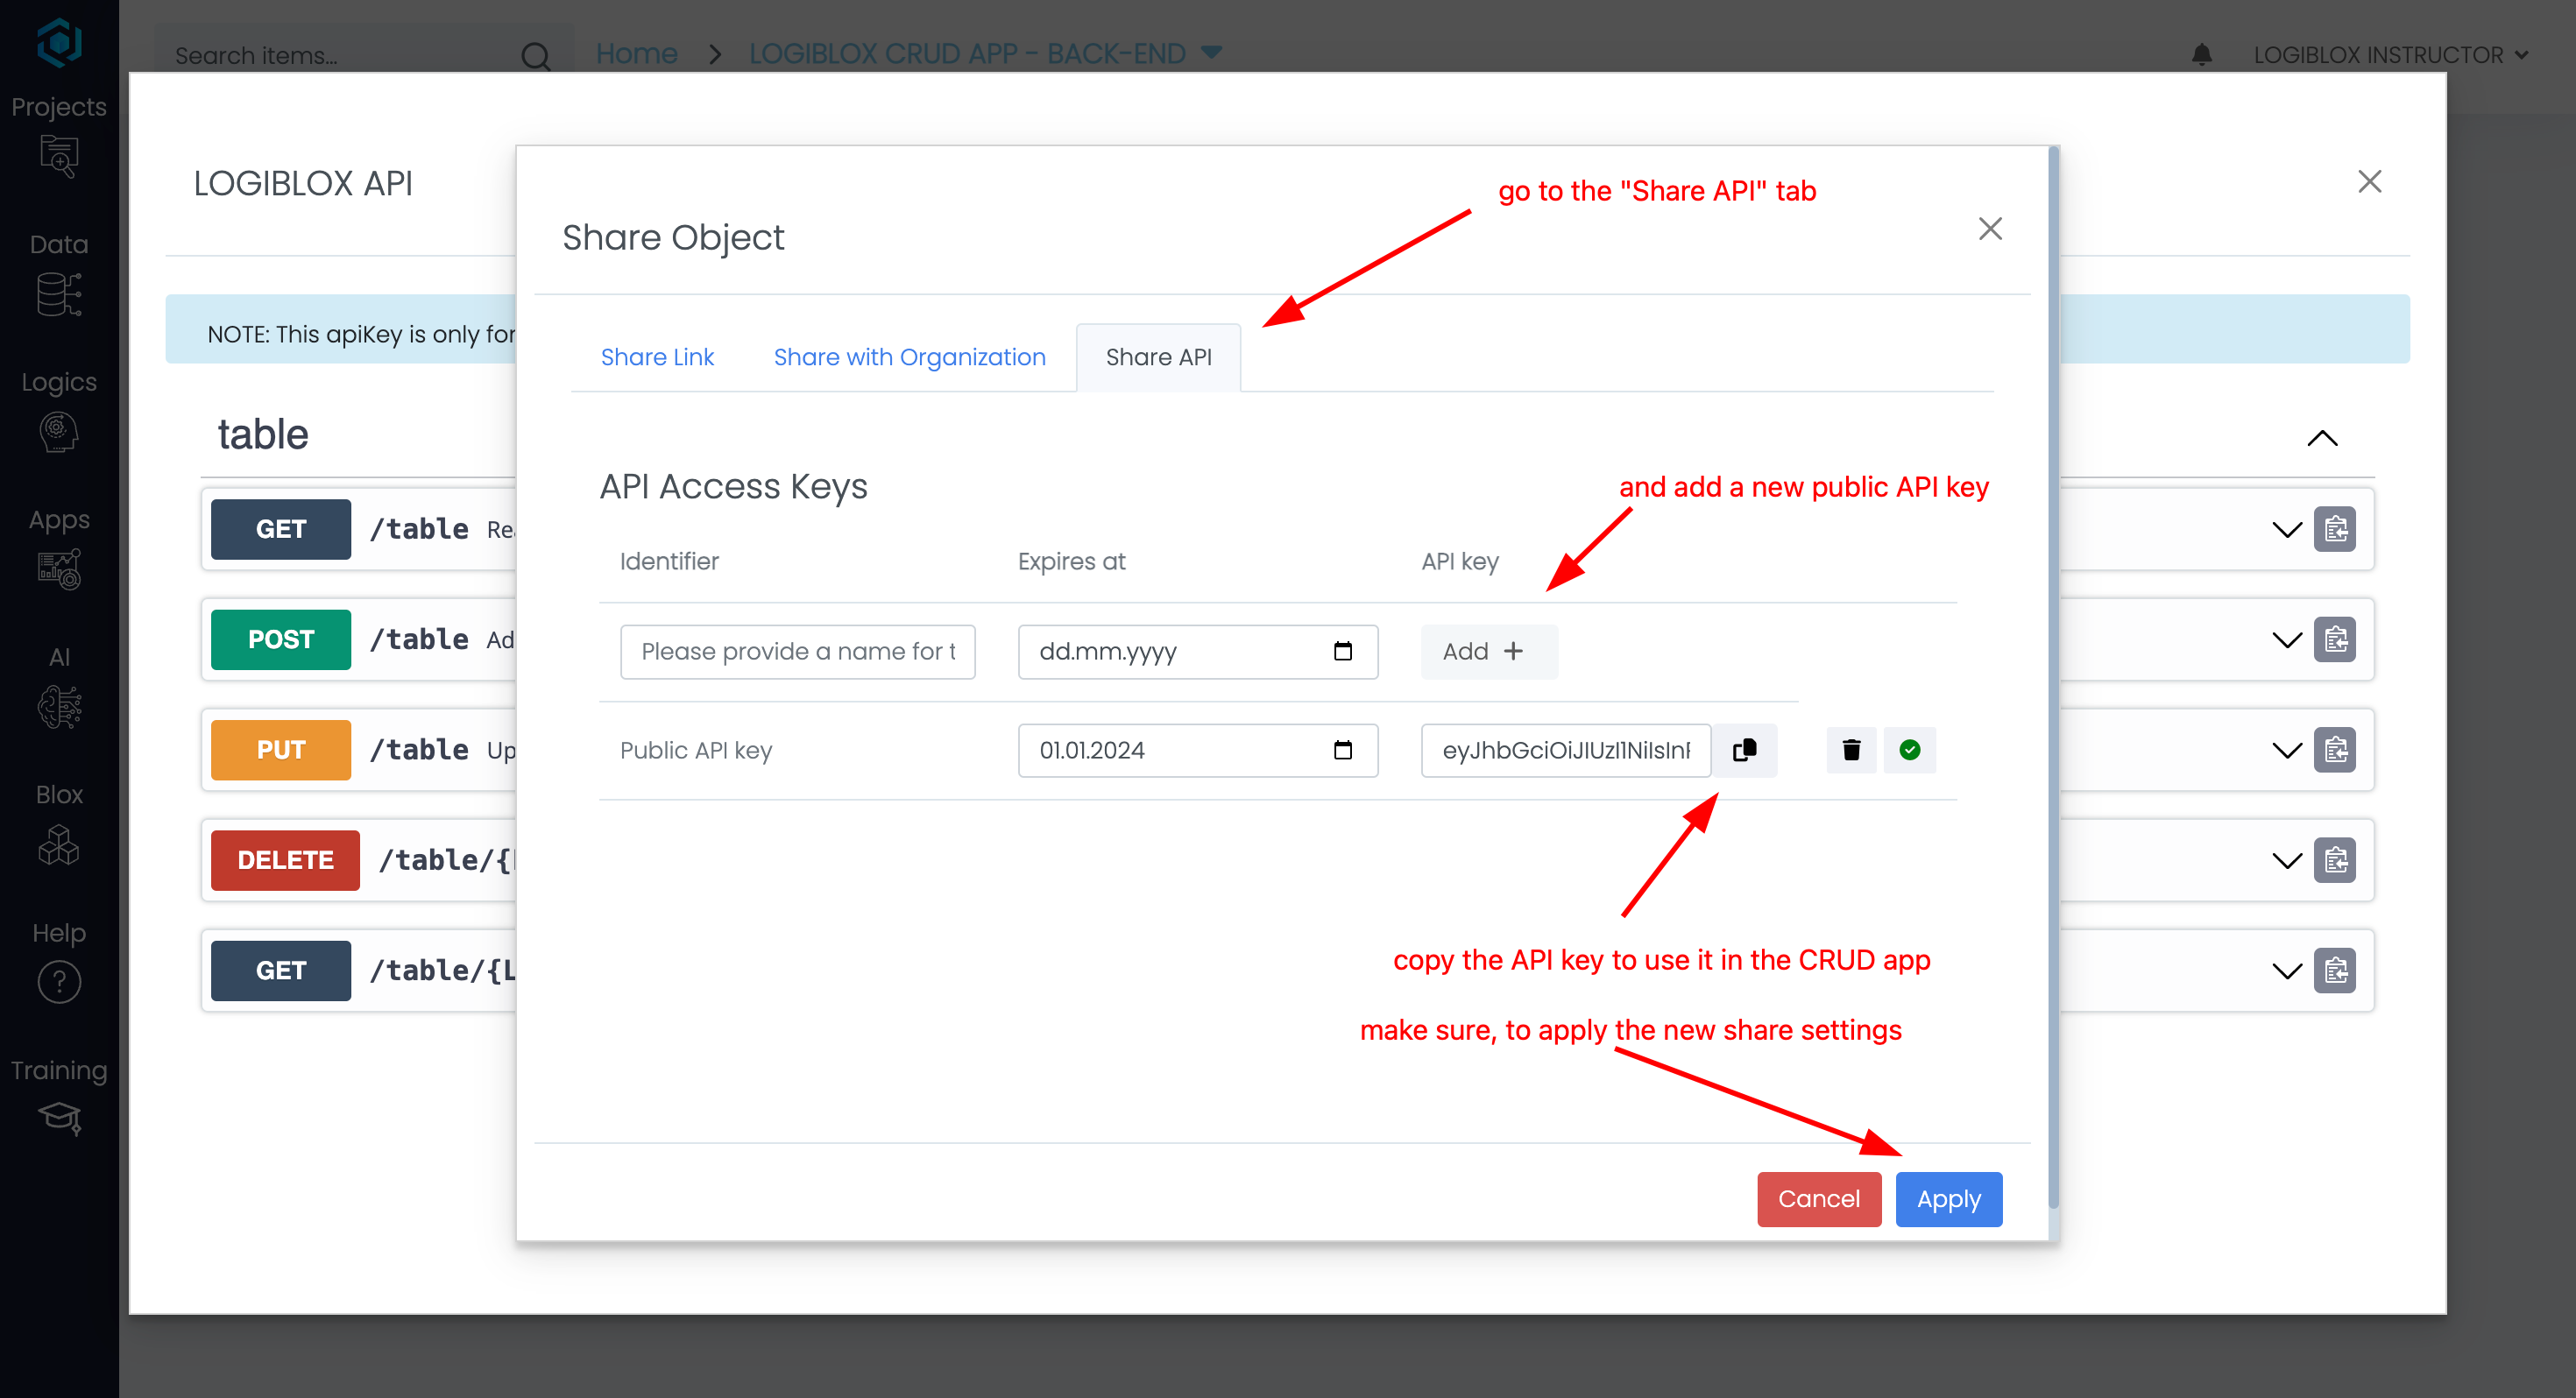 Search items...
Home
LOGIBLOX CRUD APP - BACK-END
LOGIBLOX INSTRUCTOR
Projects
Data
Logics
Apps
AI
Blox
Help
Training
LOGIBLOX API
NOTE: This apiKey is only for
table
GET /table
POST /table
PUT /table
DELETE /table/{
GET /table/{L
go to the "Share API" tab
Share Object
Share Link Share with Organization Share API
API Access Keys
and add a new public API key
Identifier Expires at API key
Please provide a name for t dd.mm.yyyy Add +
Public API key 01.01.2024
copy the API key to use it in the CRUD app
make sure, to apply the new share settings
Cancel Apply